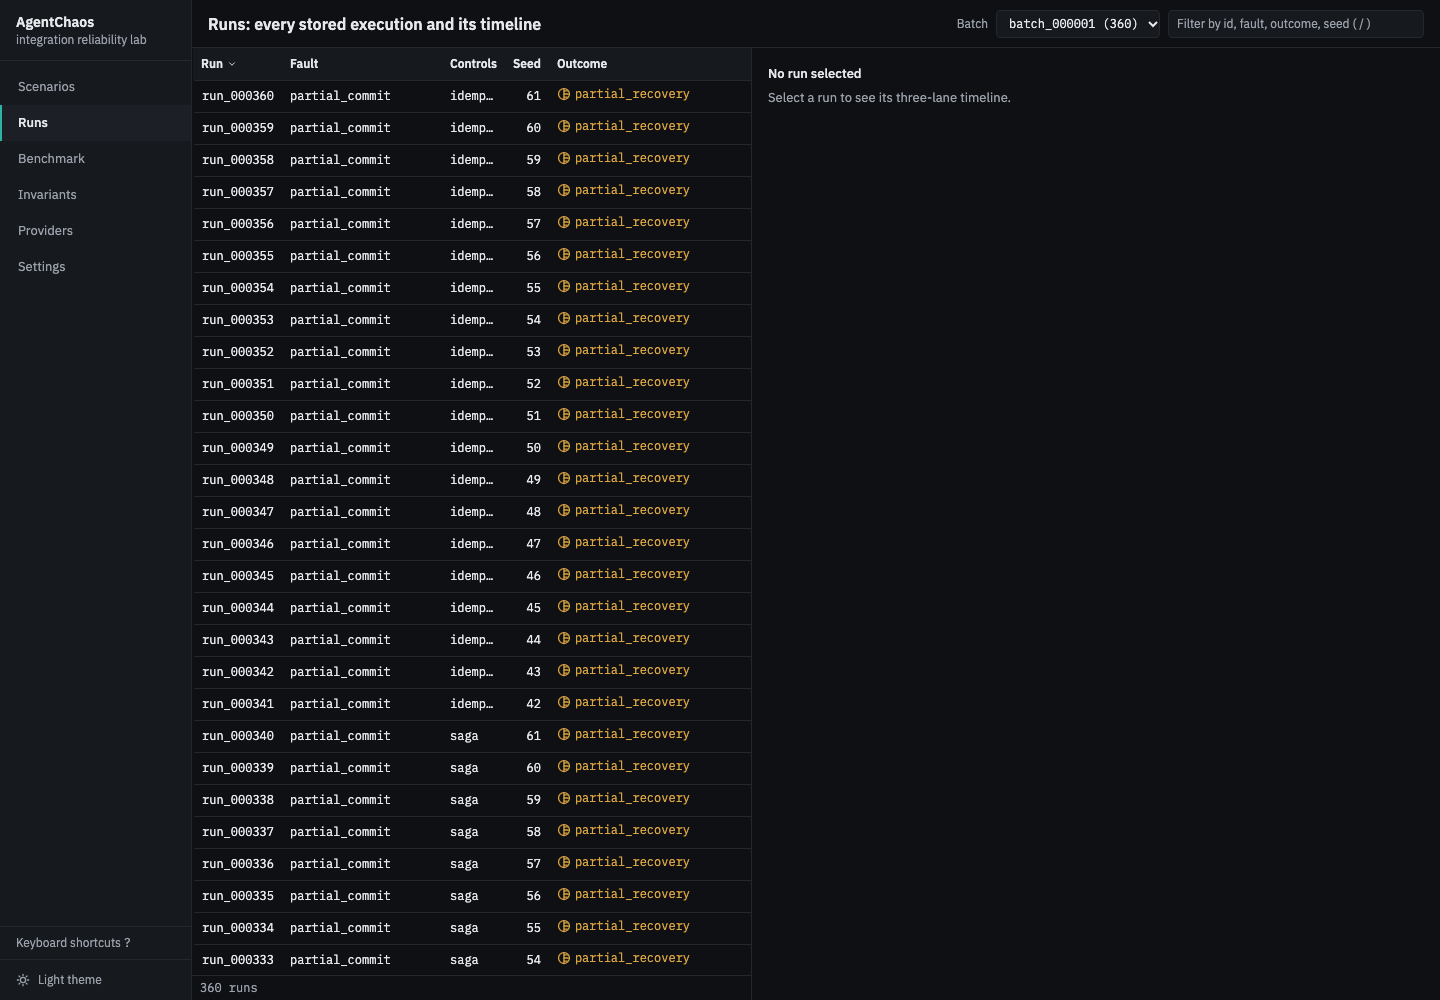 AgentChaos
integration reliability lab
Scenarios
Runs
Benchmark
Invariants
Providers
Settings
Keyboard shortcuts ?
Light theme
Runs: every stored execution and its timeline
Batch batch_000001 (360) Filter by id, fault, outcome, seed (/)
Run Fault Controls Seed Outcome
run_000360 partial_commit idemp… 61 partial_recovery
run_000359 partial_commit idemp… 60 partial_recovery
run_000358 partial_commit idemp… 59 partial_recovery
run_000357 partial_commit idemp… 58 partial_recovery
run_000356 partial_commit idemp… 57 partial_recovery
run_000355 partial_commit idemp… 56 partial_recovery
run_000354 partial_commit idemp… 55 partial_recovery
run_000353 partial_commit idemp… 54 partial_recovery
run_000352 partial_commit idemp… 53 partial_recovery
run_000351 partial_commit idemp… 52 partial_recovery
run_000350 partial_commit idemp… 51 partial_recovery
run_000349 partial_commit idemp… 50 partial_recovery
run_000348 partial_commit idemp… 49 partial_recovery
run_000347 partial_commit idemp… 48 partial_recovery
run_000346 partial_commit idemp… 47 partial_recovery
run_000345 partial_commit idemp… 46 partial_recovery
run_000344 partial_commit idemp… 45 partial_recovery
run_000343 partial_commit idemp… 44 partial_recovery
run_000342 partial_commit idemp… 43 partial_recovery
run_000341 partial_commit idemp… 42 partial_recovery
run_000340 partial_commit saga 61 partial_recovery
run_000339 partial_commit saga 60 partial_recovery
run_000338 partial_commit saga 59 partial_recovery
run_000337 partial_commit saga 58 partial_recovery
run_000336 partial_commit saga 57 partial_recovery
run_000335 partial_commit saga 56 partial_recovery
run_000334 partial_commit saga 55 partial_recovery
run_000333 partial_commit saga 54 partial_recovery
360 runs
No run selected
Select a run to see its three-lane timeline.